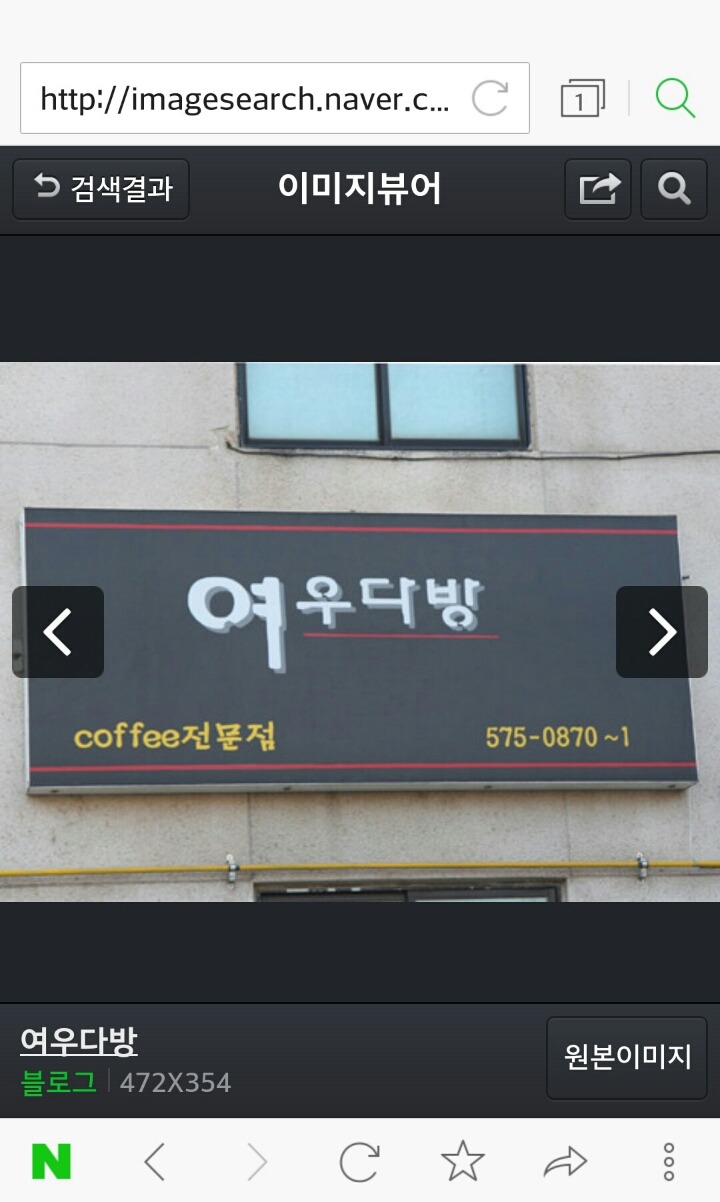 http://imagesearch.naver.c...
1
검색결과
이미지뷰어
여우다방
coffee전문점
575-0870~1
여우다방
블로그 472X354
원본이미지
N